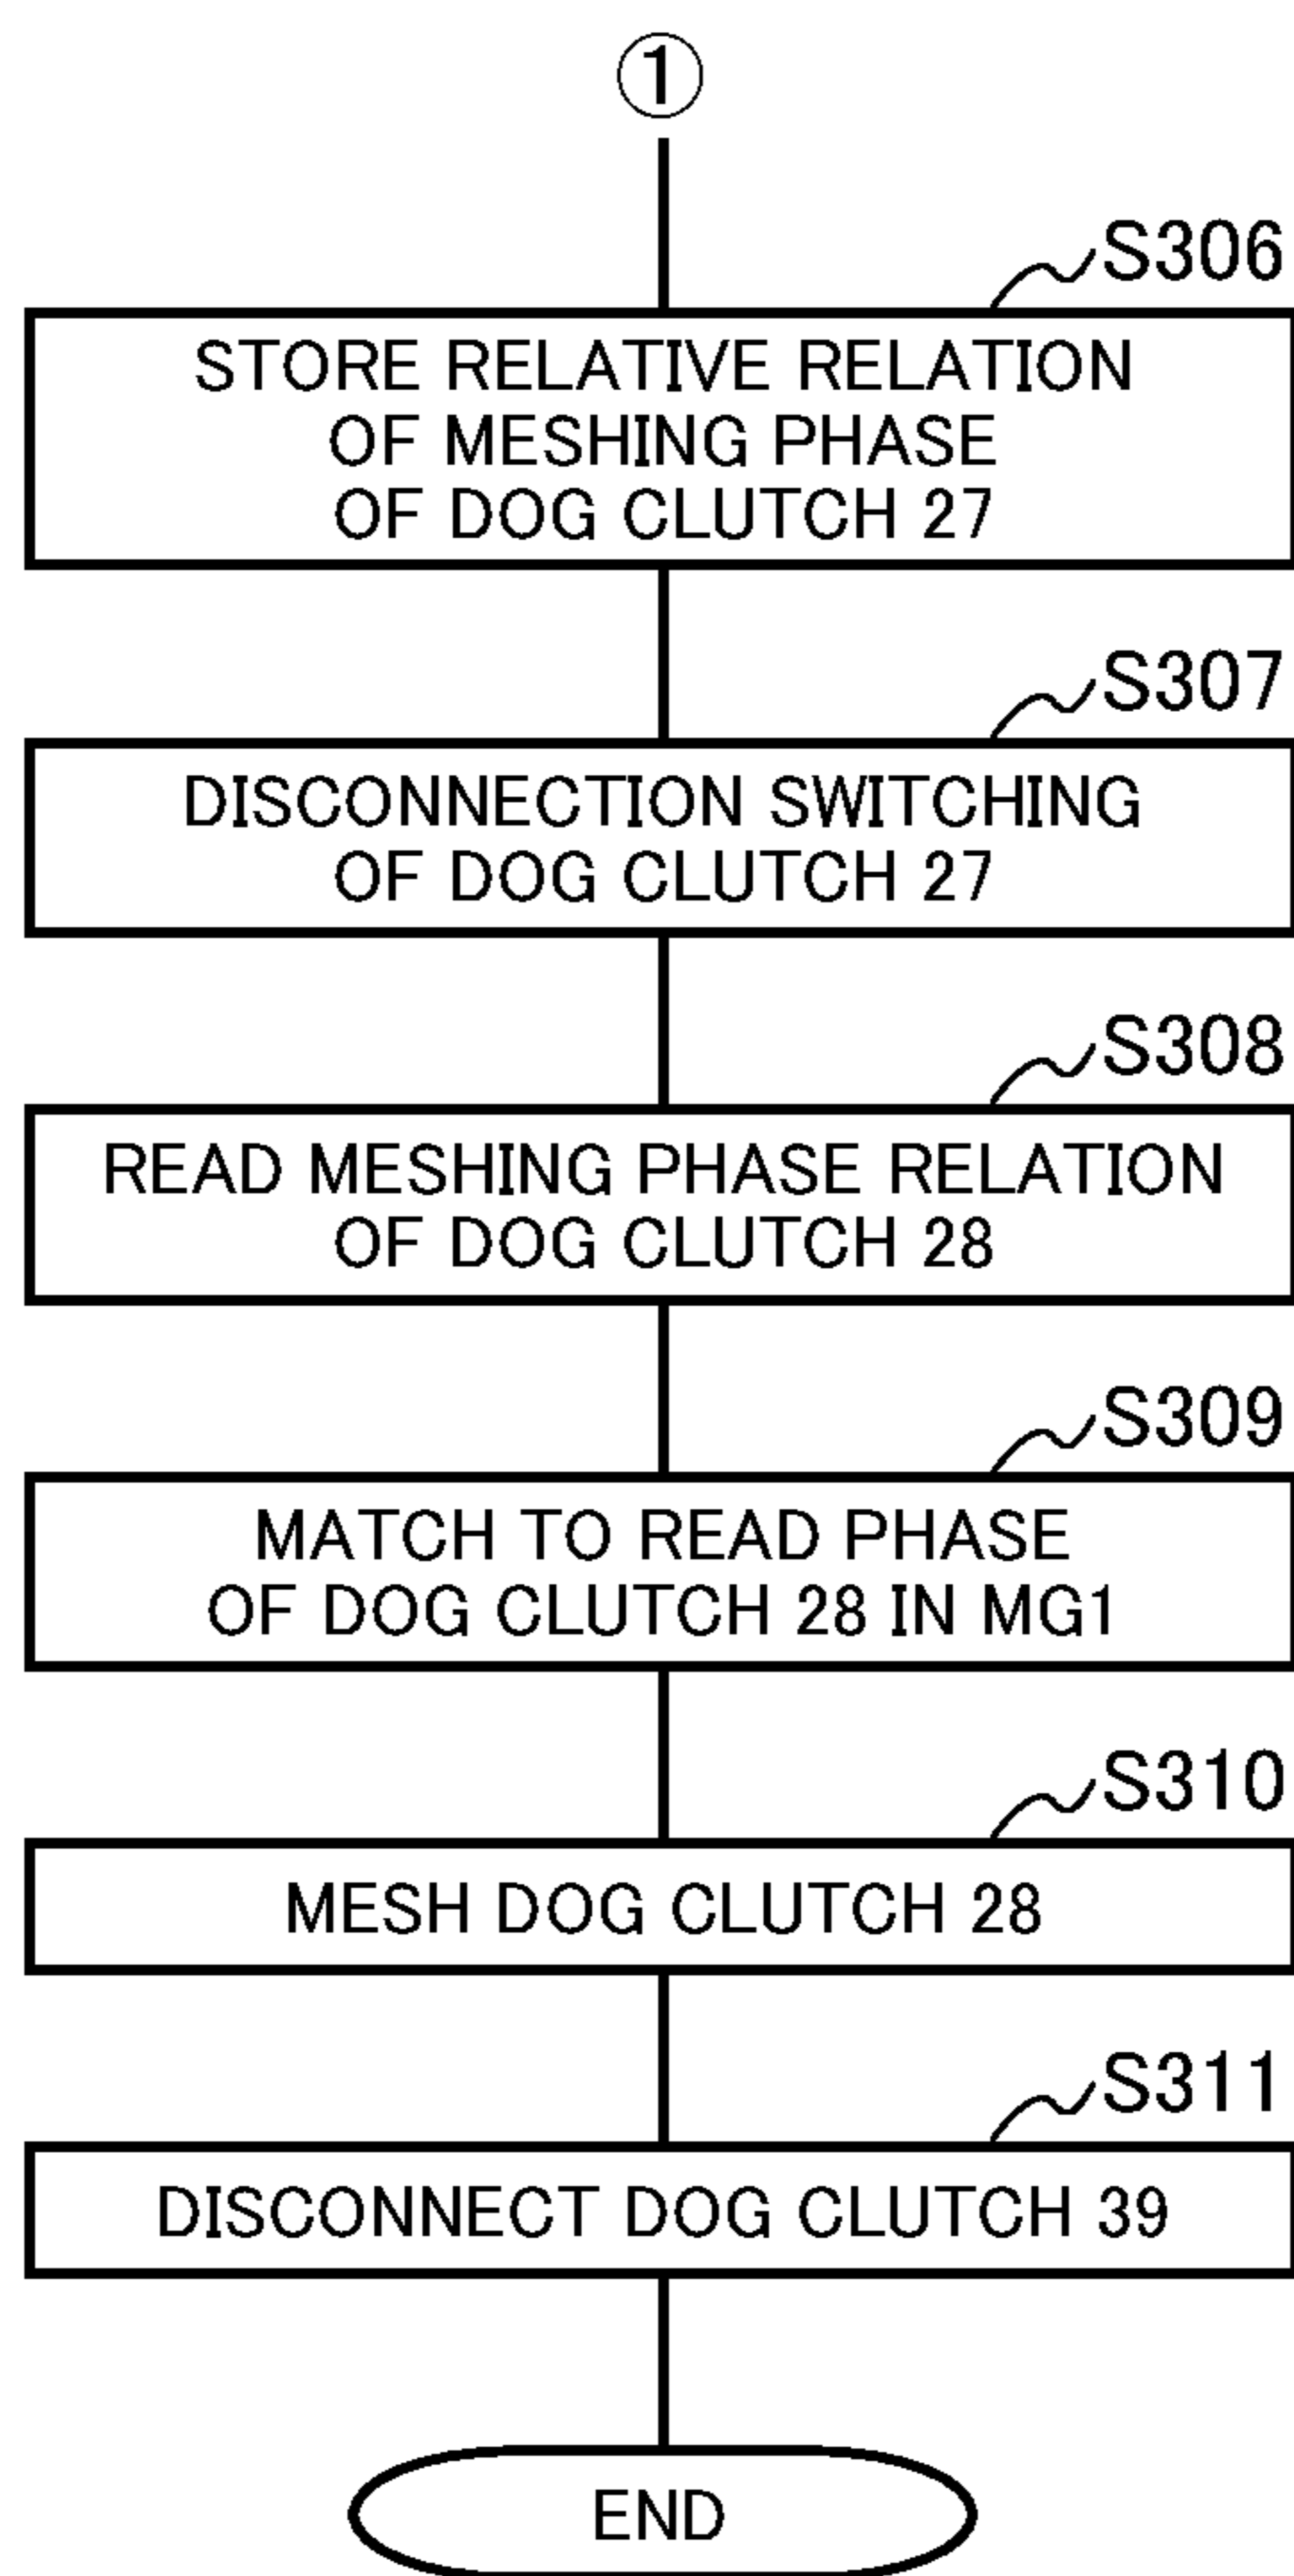 ①
S306
STORE RELATIVE RELATION
OF MESHING PHASE
OF DOG CLUTCH 27
S307
DISCONNECTION SWITCHING
OF DOG CLUTCH 27
S308
READ MESHING PHASE RELATION
OF DOG CLUTCH 28
S309
MATCH TO READ PHASE
OF DOG CLUTCH 28 IN MG1
S310
MESH DOG CLUTCH 28
S311
DISCONNECT DOG CLUTCH 39
END